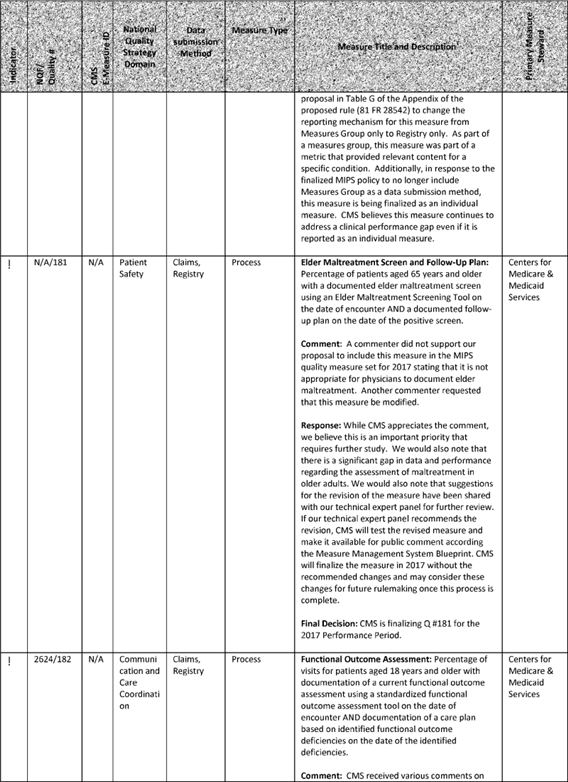 Indicator
NQF/
Quality #
CMS
E-Measure ID
National
Quality
Strategy
Domain
Data
submission
Method
Measure Type
Measure Title and Description
Primary Measure
Steward
proposal in Table G of the Appendix of the
proposed rule (81 FR 28542) to change the
reporting mechanism for this measure from
Measures Group only to Registry only. As part
of a measures group, this measure was part of a
metric that provided relevant content for a
specific condition. Additionally, in response to the
finalized MIPS policy to no longer include
Measures Group as a data submission method,
this measure is being finalized as an individual
measure. CMS believes this measure continues to
address a clinical performance gap even if it is
reported as an individual measure.
!
N/A/181
N/A
Patient
Safety
Claims,
Registry
Process
Elder Maltreatment Screen and Follow-Up Plan:
Percentage of patients aged 65 years and older
with a documented elder maltreatment screen
using an Elder Maltreatment Screening Tool on
the date of encounter AND a documented follow-
up plan on the date of the positive screen.
Comment: A commenter did not support our
proposal to include this measure in the MIPS
quality measure set for 2017 stating that it is not
appropriate for physicians to document elder
maltreatment. Another commenter requested
that this measure be modified.
Response: While CMS appreciates the comment,
we believe this is an important priority that
requires further study. We would also note that
there is a significant gap in data and performance
regarding the assessment of maltreatment in
older adults. We would also note that suggestions
for the revision of the measure have been shared
with our technical expert panel for further review.
If our technical expert panel recommends the
revision, CMS will test the revised measure and
make it available for public comment according
the Measure Management System Blueprint. CMS
will finalize the measure in 2017 without the
recommended changes and may consider these
changes for future rulemaking once this process is
complete.
Final Decision: CMS is finalizing Q #181 for the
2017 Performance Period.
Centers for
Medicare &
Medicaid
Services
!
2624/182
N/A
Communi
cation and
Care
Coordinati
on
Claims,
Registry
Process
Functional Outcome Assessment: Percentage of
visits for patients aged 18 years and older with
documentation of a current functional outcome
assessment using a standardized functional
outcome assessment tool on the date of
encounter AND documentation of a care plan
based on identified functional outcome
deficiencies on the date of the identified
deficiencies.
Comment: CMS received various comments on
Centers for
Medicare &
Medicaid
Services